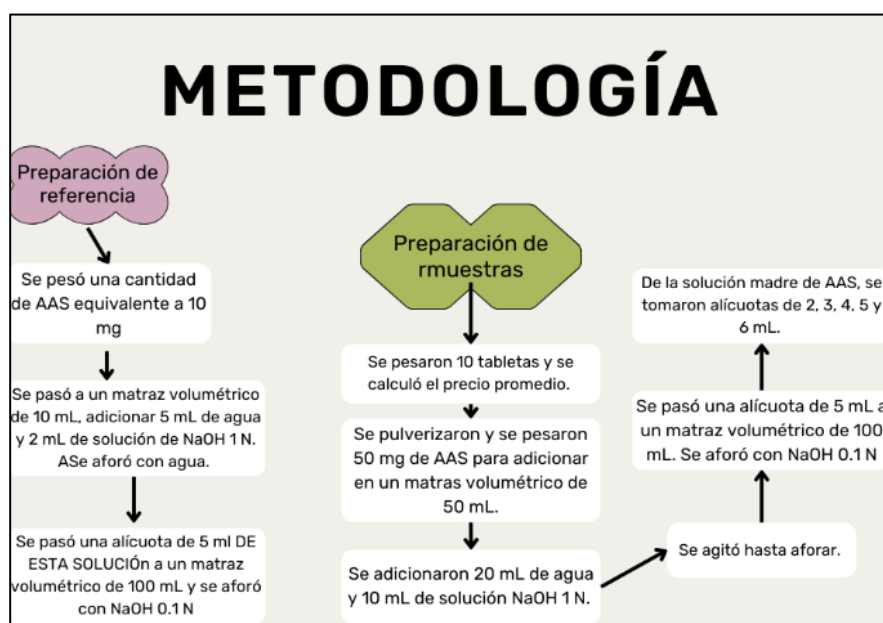 METODOLOGÍA
Preparación de
referencia
Se pesó una cantidad
de AAS equivalente a 10
mg
Se pasó a un matraz volumétrico
de 10 mL, adicionar 5 mL de agua
y 2 mL de solución de NaOH 1 N.
ASe aforó con agua.
Se pasó una alícuota de 5 ml DE
ESTA SOLUCIÓn a un matraz
volumétrico de 100 mL y se aforó
con NaOH 0.1 N
Preparación de
rmuestras
Se pesaron 10 tabletas y se
calculó el precio promedio.
Se pulverizaron y se pesaron
50 mg de AAS para adicionar
en un matras volumétrico de
50 mL.
Se adicionaron 20 mL de agua
y 10 mL de solución NaOH 1 N.
Se agitó hasta aforar.
Se pasó una alícuota de 5 mL a
un matraz volumétrico de 100
mL. Se aforó con NaOH 0.1 N
De la solución madre de AAS, se
tomaron alícuotas de 2, 3, 4, 5 y
6 mL.